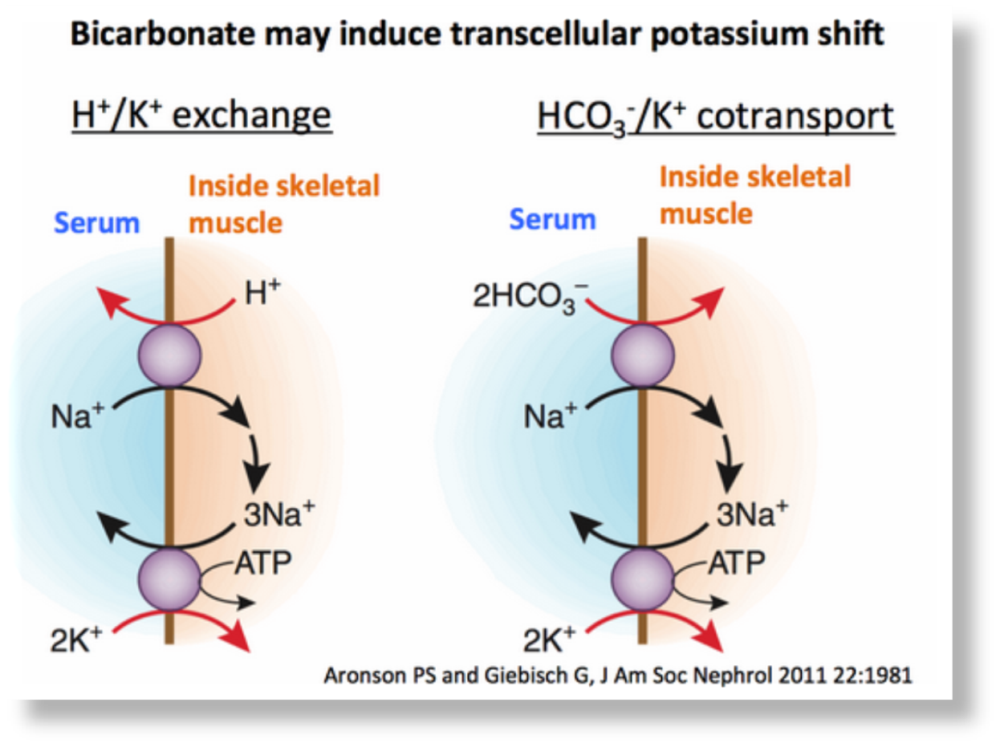 Bicarbonate may induce transcellular potassium shift
H⁺/K⁺ exchange
Serum
Inside skeletal
muscle
H⁺
Na⁺
3Na⁺
ATP
2K⁺
HCO₃⁻/K⁺ cotransport
Serum
Inside skeletal
muscle
2HCO₃⁻
Na⁺
3Na⁺
ATP
2K⁺
Aronson PS and Giebisch G, J Am Soc Nephrol 2011 22:1981